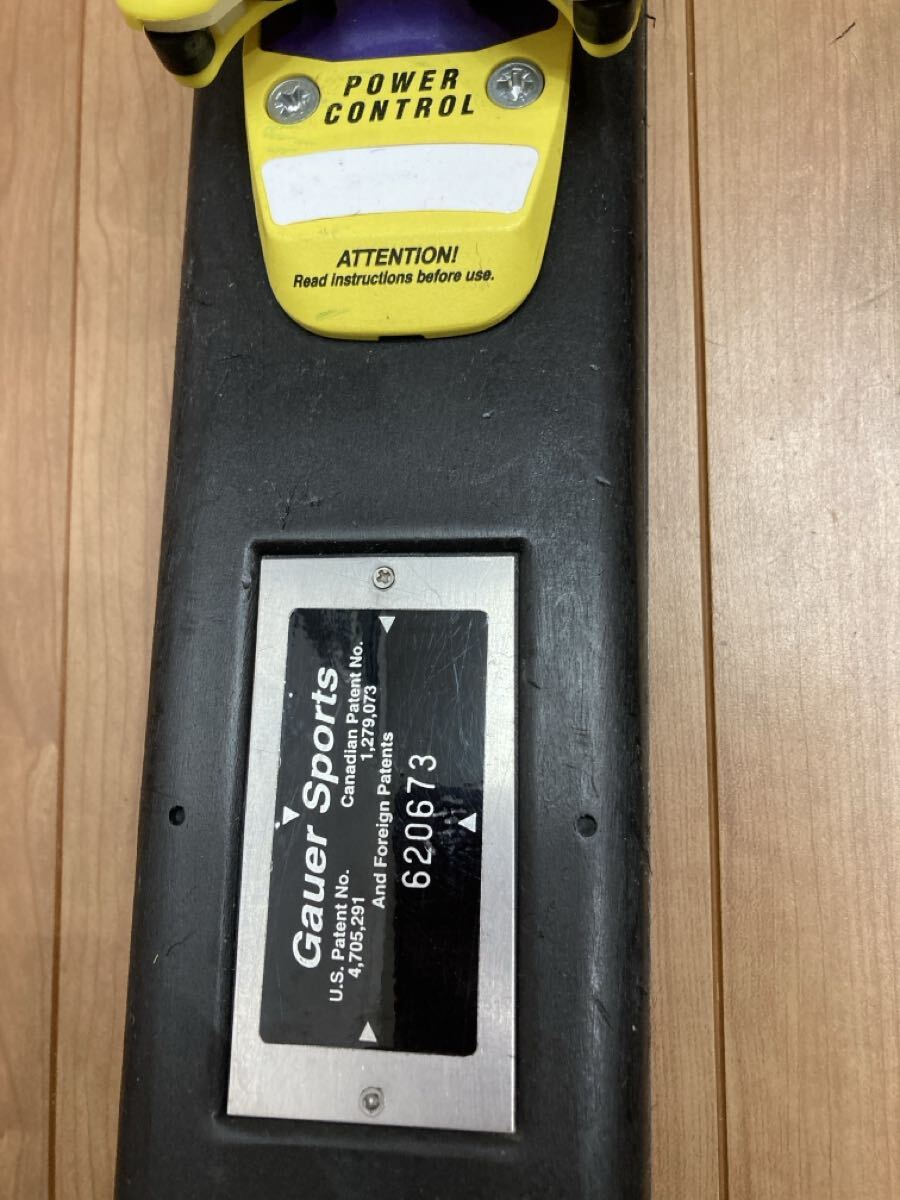 POWER
CONTROL
ATTENTION!
Read instructions before use.
Gauer Sports
U.S. Patent No.
4,705,291
Canadian Patent No.
1,279,073
And Foreign Patents
620673